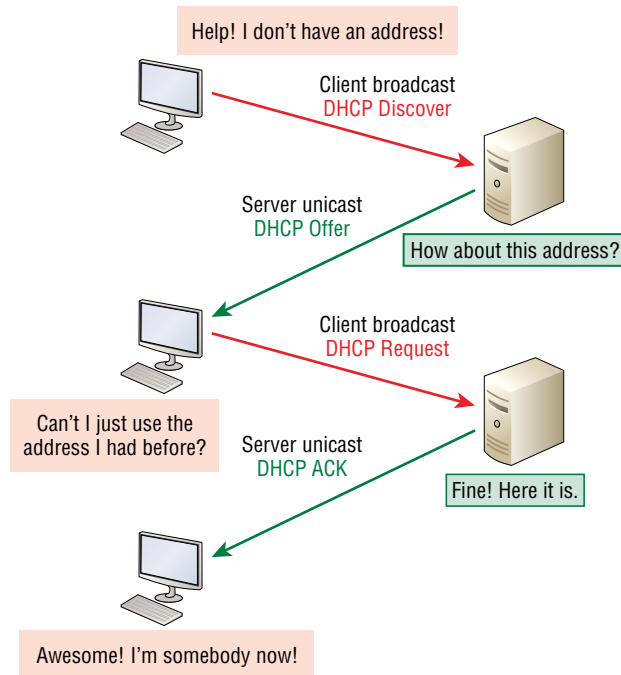 Help! I don't have an address!
Client broadcast
DHCP Discover
Server unicast
DHCP Offer
How about this address?
Client broadcast
DHCP Request
Can't I just use the
address I had before?
Server unicast
DHCP ACK
Fine! Here it is.
Awesome! I'm somebody now!